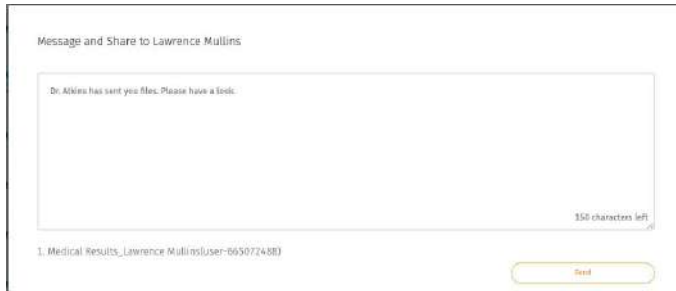 Message and Share to Lawrence Mullins
Dr. Atkins has sent you files. Please have a look.
150 characters left
1. Medical Results_Lawrence Mullins(user-665072488)
Send